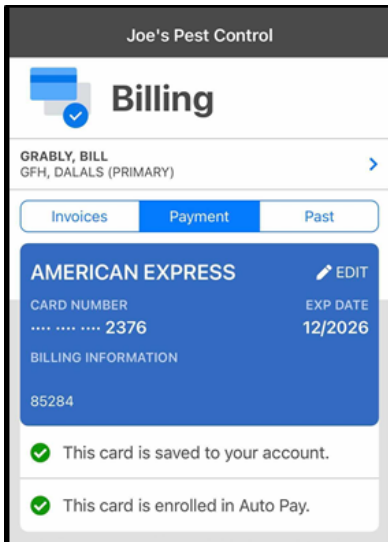 Joe's Pest Control
Billing
GRABLY, BILL
GFH, DALALS (PRIMARY)
Invoices Payment Past
AMERICAN EXPRESS EDIT
CARD NUMBER EXP DATE
.... .... .... 2376 12/2026
BILLING INFORMATION
85284
This card is saved to your account.
This card is enrolled in Auto Pay.